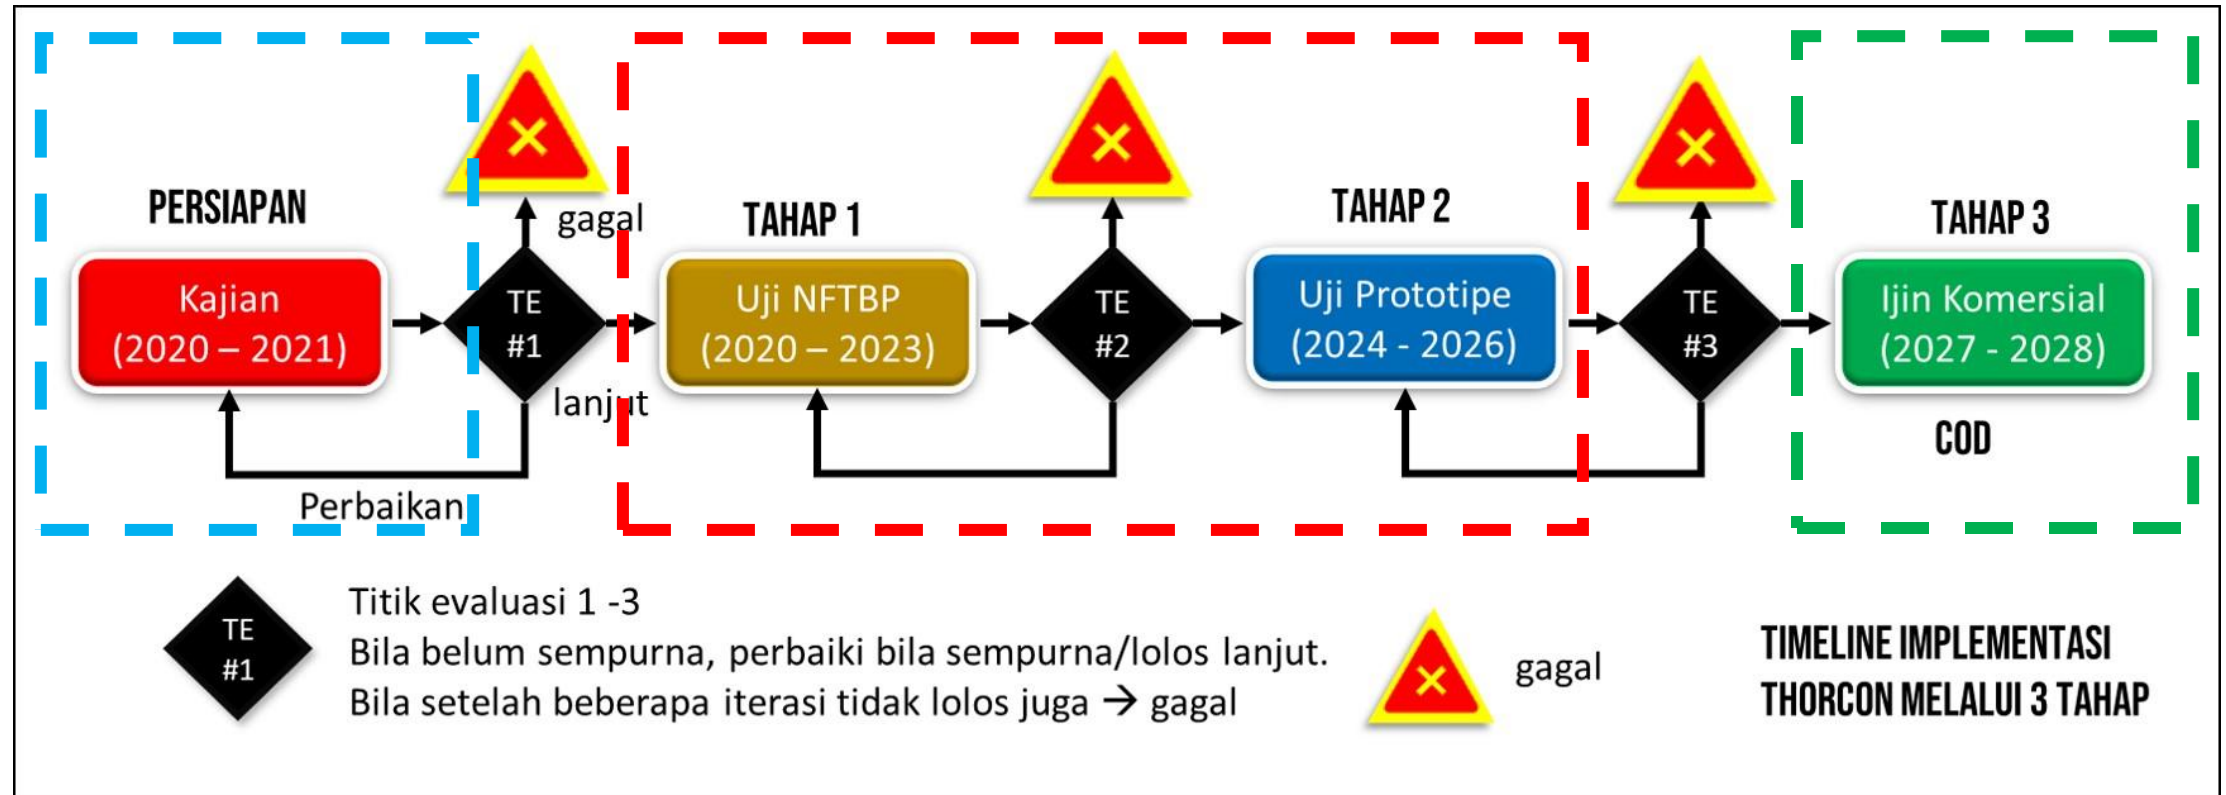 PERSIAPAN
Kajian
(2020 – 2021)
TE
#1
gagal
lanjut
Perbaikan
TAHAP 1
Uji NFTBP
(2020 – 2023)
TE
#2
TAHAP 2
Uji Prototipe
(2024 - 2026)
TE
#3
TAHAP 3
Ijin Komersial
(2027 - 2028)
COD
TE
#1
Titik evaluasi 1 -3
Bila belum sempurna, perbaiki bila sempurna/lolos lanjut.
Bila setelah beberapa iterasi tidak lolos juga → gagal
gagal
TIMELINE IMPLEMENTASI
THORCON MELALUI 3 TAHAP